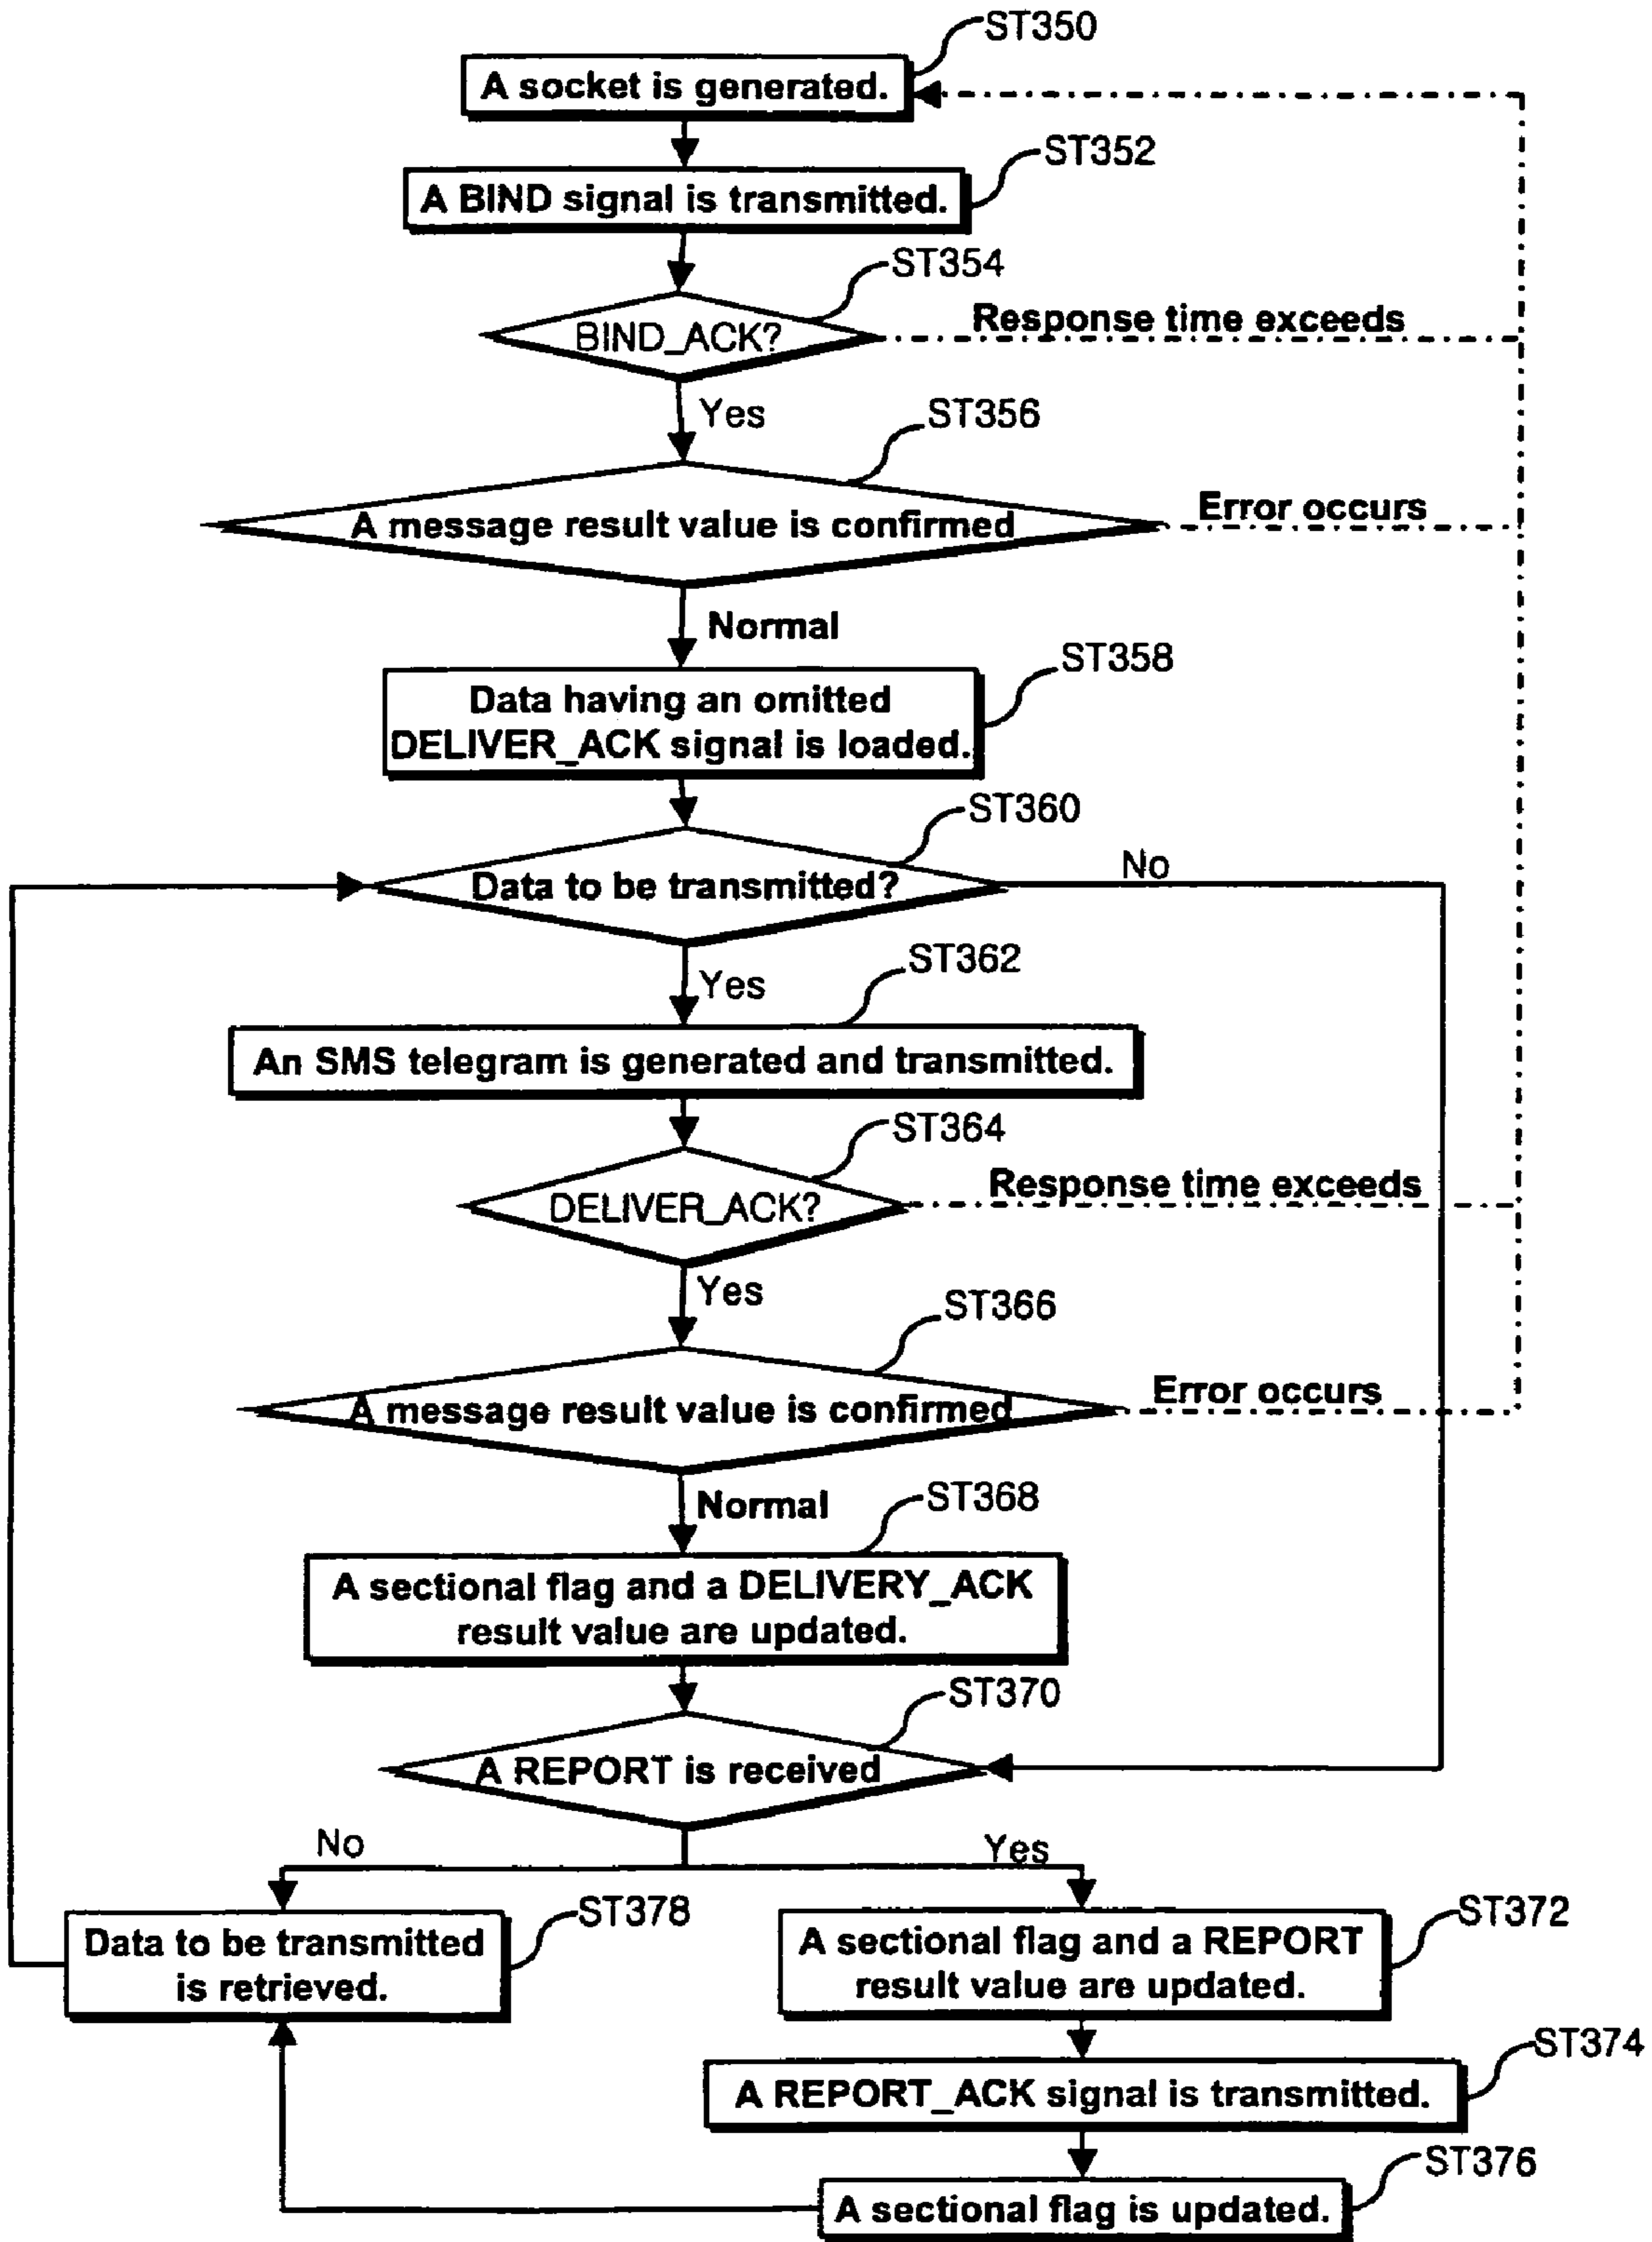 ST350
A socket is generated.
ST352
A BIND signal is transmitted.
ST354
BIND_ACK?
Response time exceeds
Yes
ST356
A message result value is confirmed
Error occurs
Normal
ST358
Data having an omitted
DELIVER_ACK signal is loaded.
ST360
Data to be transmitted?
No
Yes
ST362
An SMS telegram is generated and transmitted.
ST364
DELIVER_ACK?
Response time exceeds
Yes
ST366
A message result value is confirmed
Error occurs
Normal
ST368
A sectional flag and a DELIVERY_ACK
result value are updated.
ST370
A REPORT is received
No
Yes
ST378
Data to be transmitted
is retrieved.
ST372
A sectional flag and a REPORT
result value are updated.
ST374
A REPORT_ACK signal is transmitted.
ST376
A sectional flag is updated.